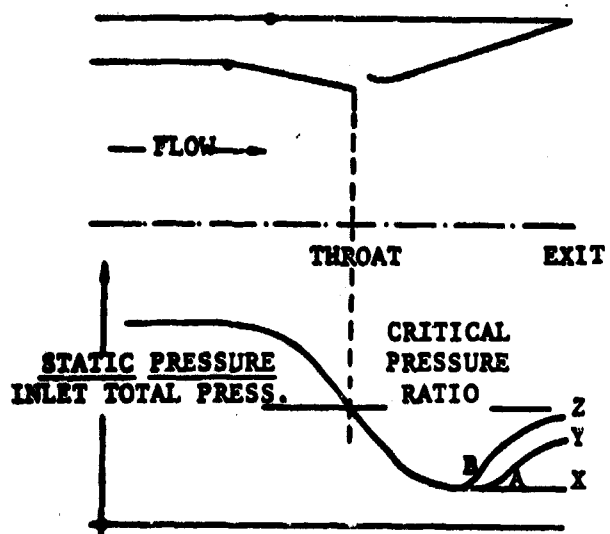 FLOW
THROAT EXIT
CRITICAL
PRESSURE
RATIO
STATIC PRESSURE
INLET TOTAL PRESS.
Z
Y
B
A
X